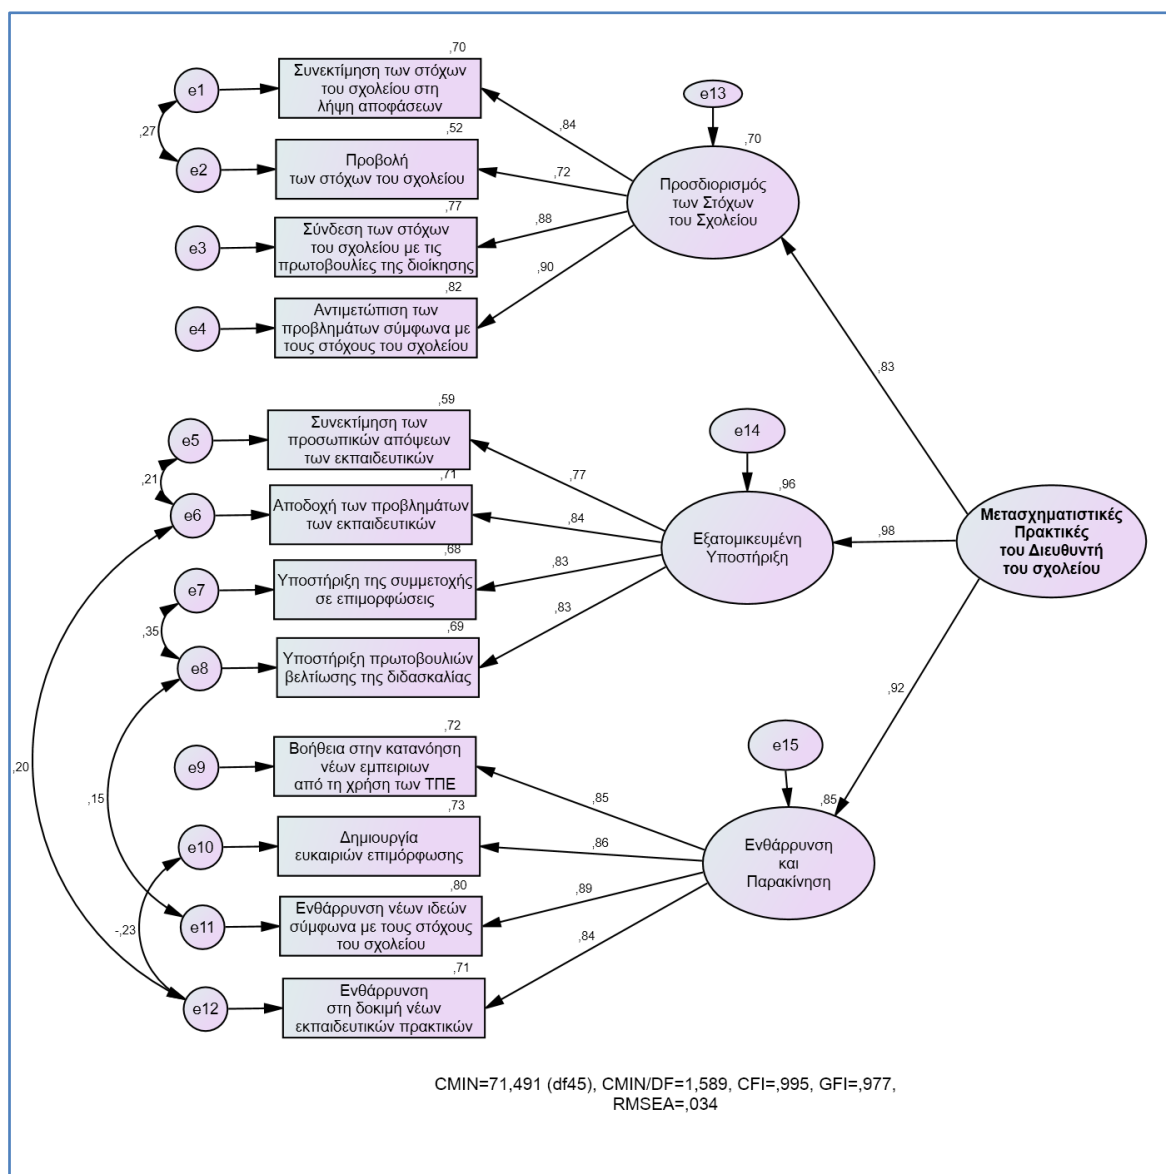 ,70
Συνεκτίμηση των στόχων
του σχολείου στη
λήψη αποφάσεων
e1
e13
,84
,70
,27
,52
Προβολή
των στόχων του σχολείου
e2
,72
Προσδιορισμός
των Στόχων
του Σχολείου
,77
Σύνδεση των στόχων
του σχολείου με τις
πρωτοβουλίες της διοίκησης
e3
,88
,90
,82
Αντιμετώπιση των
προβλημάτων σύμφωνα με
τους στόχους του σχολείου
e4
,83
,59
Συνεκτίμηση των
προσωπικών απόψεων
των εκπαιδευτικών
e5
e14
,21
,77
,96
,71
Αποδοχή των προβλημάτων
των εκπαιδευτικών
e6
,84
Εξατομικευμένη
Υποστήριξη
,98
Μετασχηματιστικές
Πρακτικές
του Διευθυντή
του σχολείου
,68
Υποστήριξη της συμμετοχής
σε επιμορφώσεις
e7
,83
,83
,35
,69
Υποστήριξη πρωτοβουλιών
βελτίωσης της διδασκαλίας
e8
,92
,72
Βοήθεια στην κατανόηση
νέων εμπειριων
από τη χρήση των ΤΠΕ
e9
e15
,20
,15
,85
,85
,73
Δημιουργία
ευκαιριών επιμόρφωσης
e10
,86
Ενθάρρυνση
και
Παρακίνηση
,80
Ενθάρρυνση νέων ιδεών
σύμφωνα με τους στόχους
του σχολείου
e11
,89
-,23
,84
,71
Ενθάρρυνση
στη δοκιμή νέων
εκπαιδευτικών πρακτικών
e12
CMIN=71,491 (df45), CMIN/DF=1,589, CFI=,995, GFI=,977,
RMSEA=,034